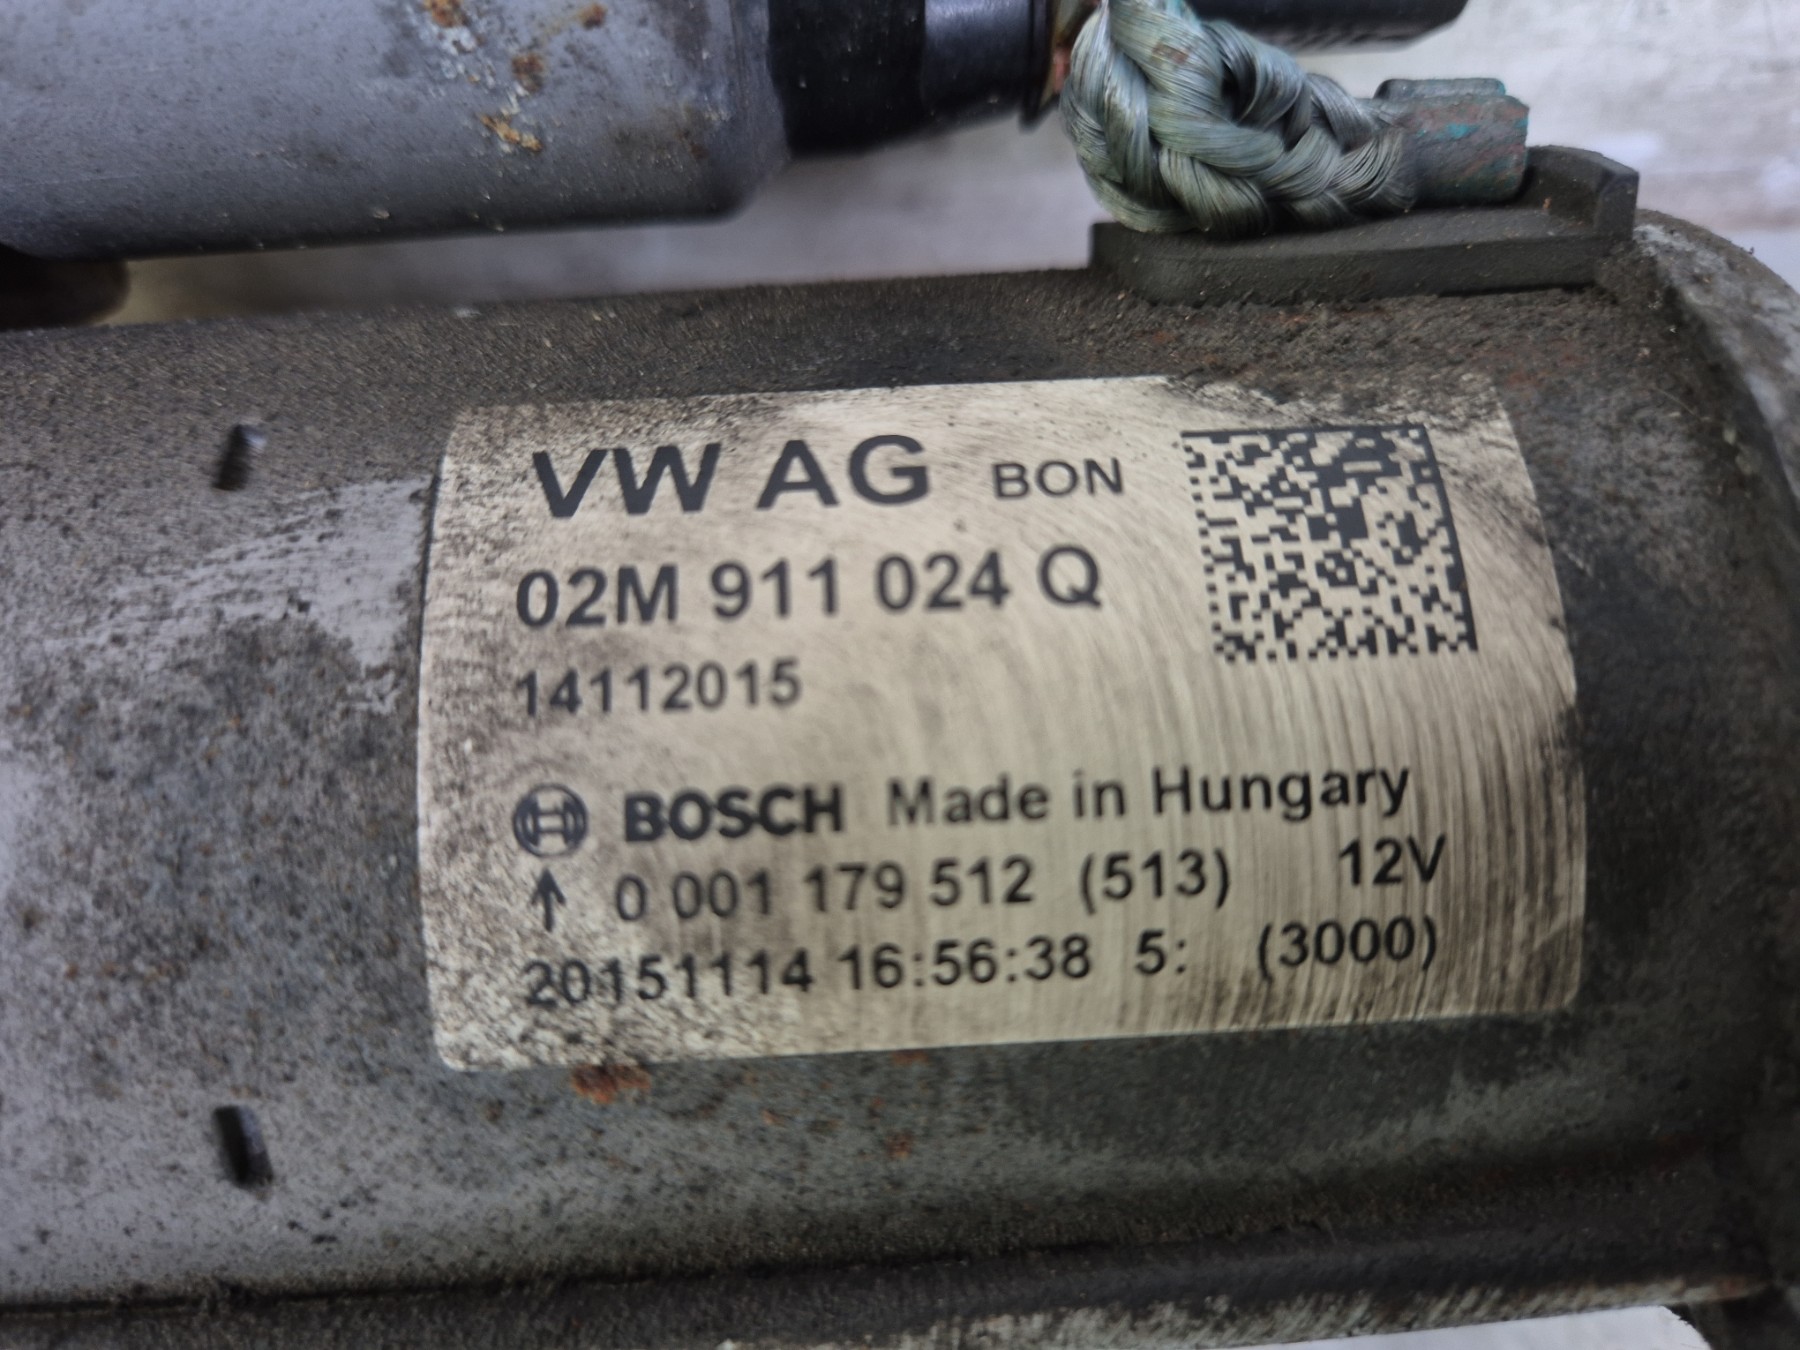 VW AG BON
02M 911 024 Q
14112015
BOSCH Made in Hungary
↑ 0 001 179 512 (513) 12V
20151114 16:56:38 5: (3000)